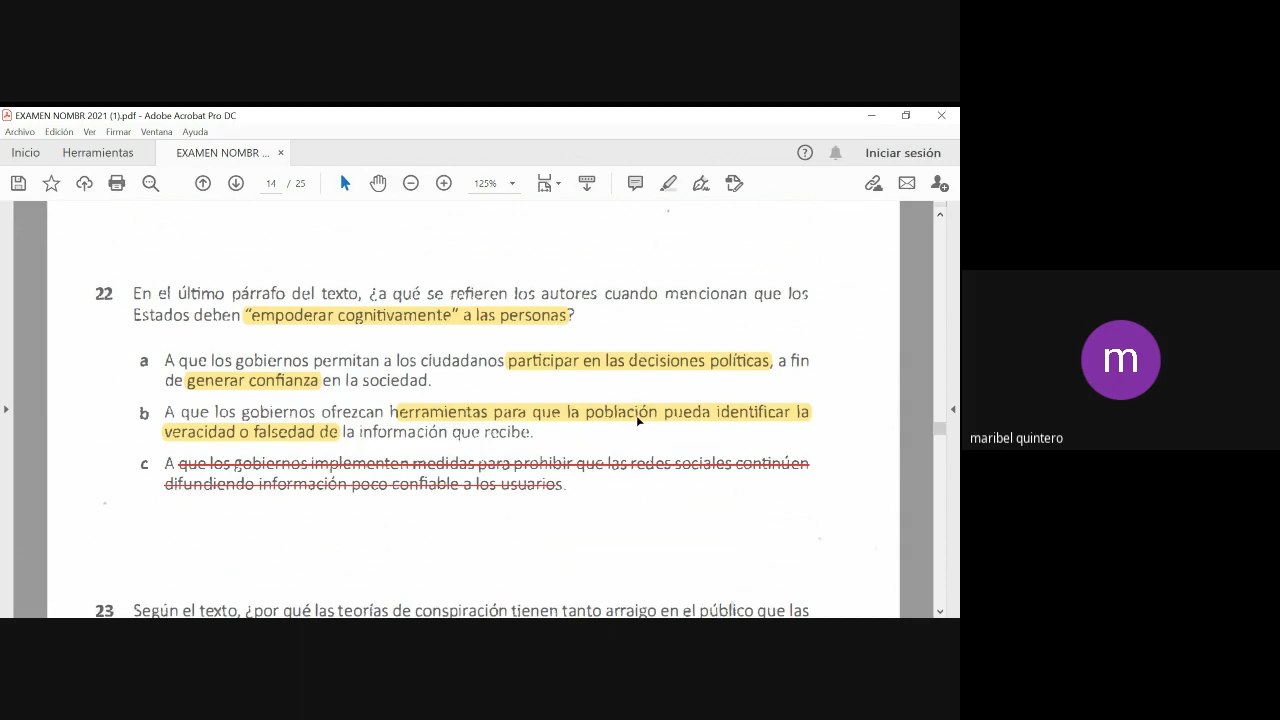 EXAMEN NOMBR 2021 (1).pdf - Adobe Acrobat Pro DC
Archivo Edición Ver Firmar Ventana Ayuda
Inicio Herramientas EXAMEN NOMBR ... × Iniciar sesión
14 / 25 125%
22 En el último párrafo del texto, ¿a qué se refieren los autores cuando mencionan que los
Estados deben “empoderar cognitivamente” a las personas?
a A que los gobiernos permitan a los ciudadanos participar en las decisiones políticas, a fin
de generar confianza en la sociedad.
b A que los gobiernos ofrezcan herramientas para que la población pueda identificar la
veracidad o falsedad de la información que recibe.
c A que los gobiernos implementen medidas para prohibir que las redes sociales continúen
difundiendo información poco confiable a los usuarios.
23 Según el texto, ¿por qué las teorías de conspiración tienen tanto arraigo en el público que las
m
maribel quintero